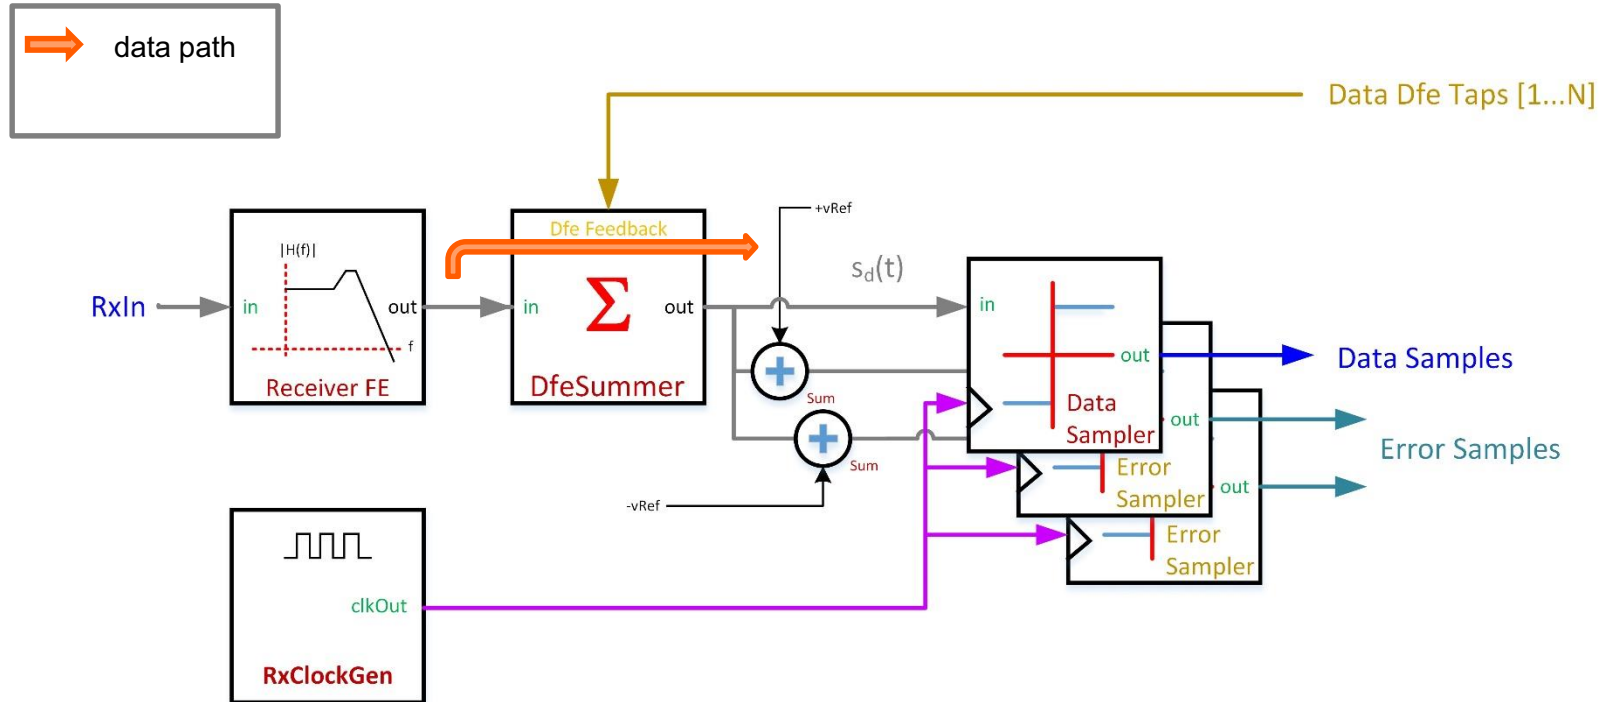 data path
Data Dfe Taps [1...N]
+vRef
Dfe Feedback
|H(f)|
sd(t)
RxIn
in
out
in
out
in
f
out
Data Samples
Receiver FE
DfeSummer
Sum
Data
Sampler
out
Error Samples
Sum
Error
Sampler
out
-vRef
Error
Sampler
clkOut
RxClockGen